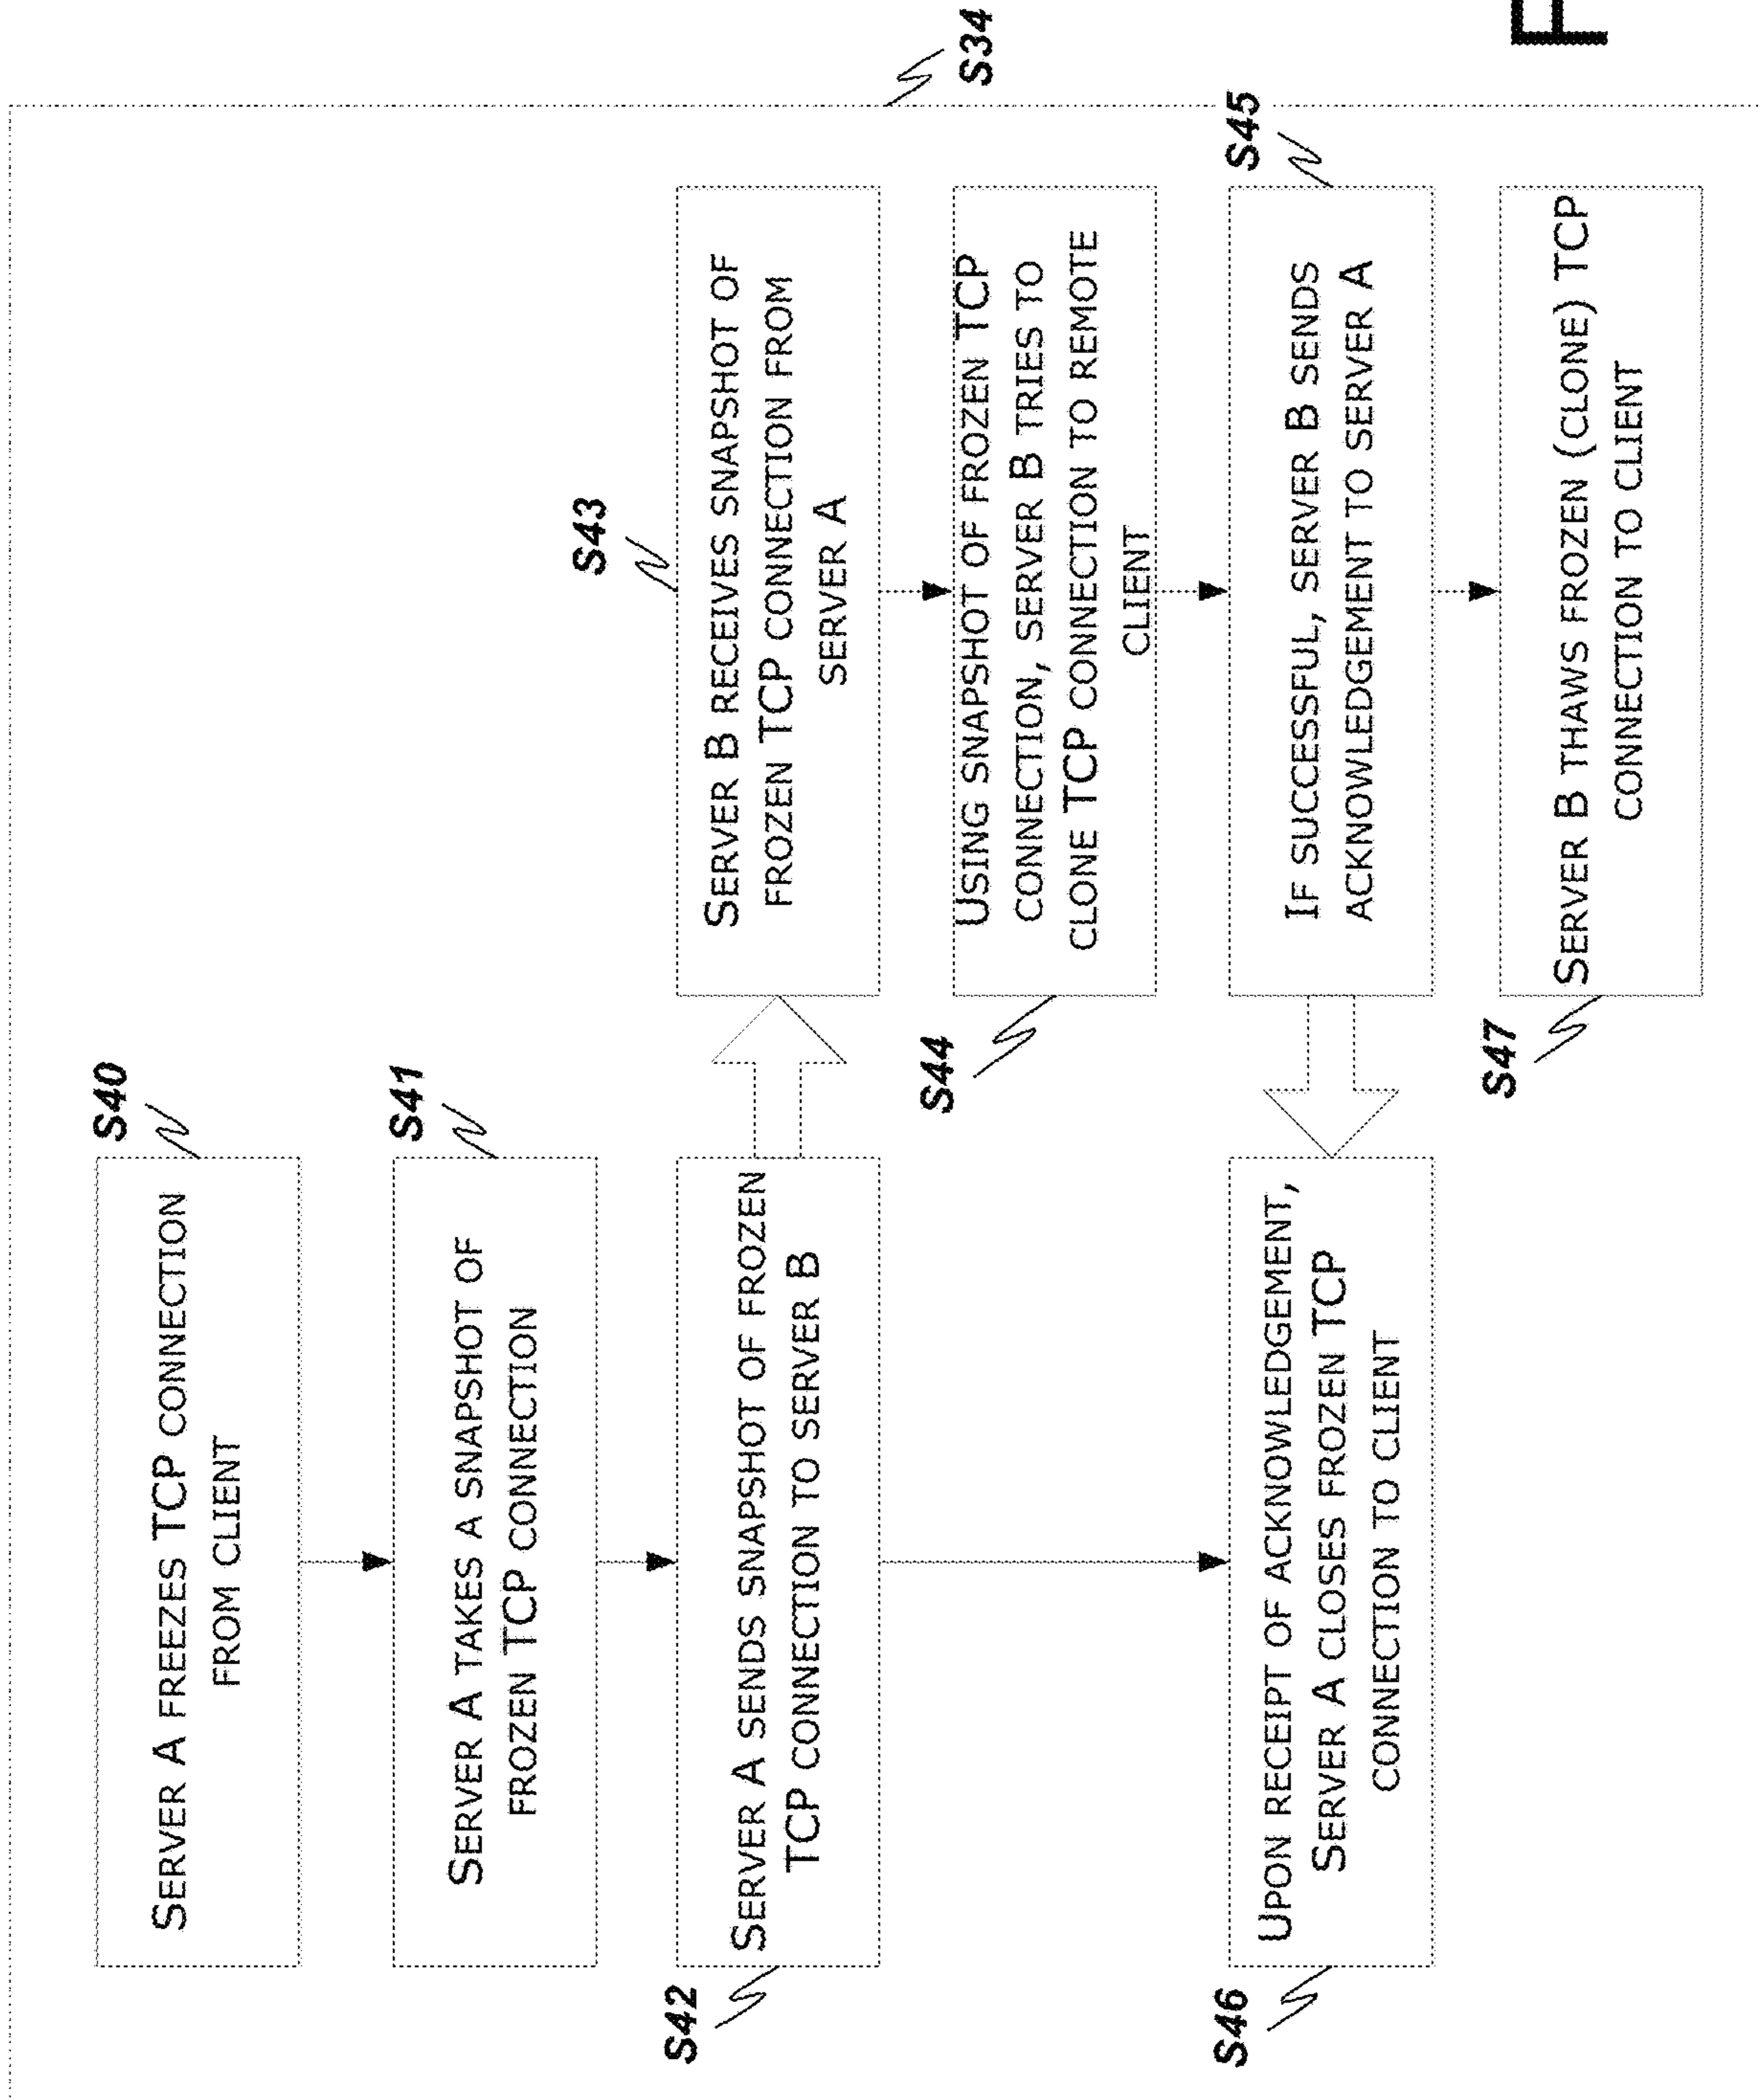 S34
S40
SERVER A FREEZES TCP CONNECTION
FROM CLIENT
S41
SERVER A TAKES A SNAPSHOT OF
FROZEN TCP CONNECTION
S42
SERVER A SENDS SNAPSHOT OF FROZEN
TCP CONNECTION TO SERVER B
S43
SERVER B RECEIVES SNAPSHOT OF
FROZEN TCP CONNECTION FROM
SERVER A
S44
USING SNAPSHOT OF FROZEN TCP
CONNECTION, SERVER B TRIES TO
CLONE TCP CONNECTION TO REMOTE
CLIENT
S45
IF SUCCESSFUL, SERVER B SENDS
ACKNOWLEDGEMENT TO SERVER A
S46
UPON RECEIPT OF ACKNOWLEDGEMENT,
SERVER A CLOSES FROZEN TCP
CONNECTION TO CLIENT
S47
SERVER B THAWS FROZEN (CLONE) TCP
CONNECTION TO CLIENT